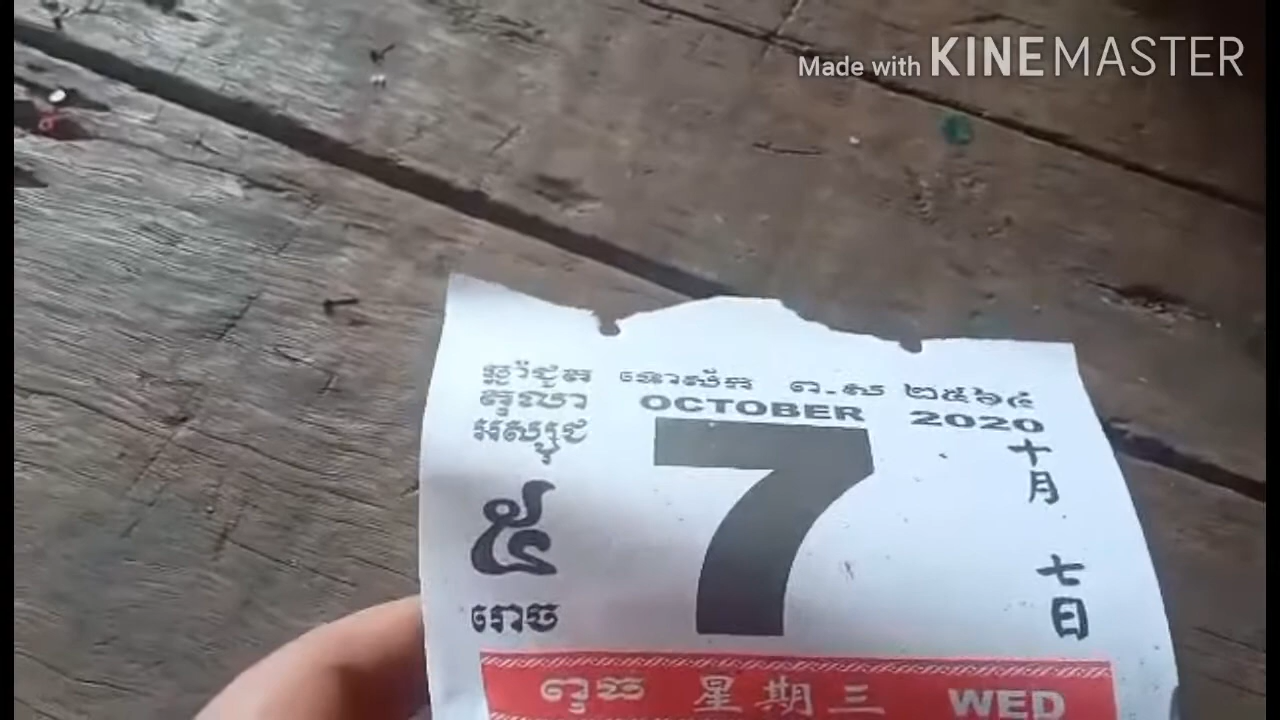 Made with KINEMASTER
ឆ្នាំជូត ទោស័ក ព.ស ២៥៦៤
តុលា OCTOBER 2020
អស្សុជ
7
十月
៥
រោច
七日
ពុធ 星期三 WED